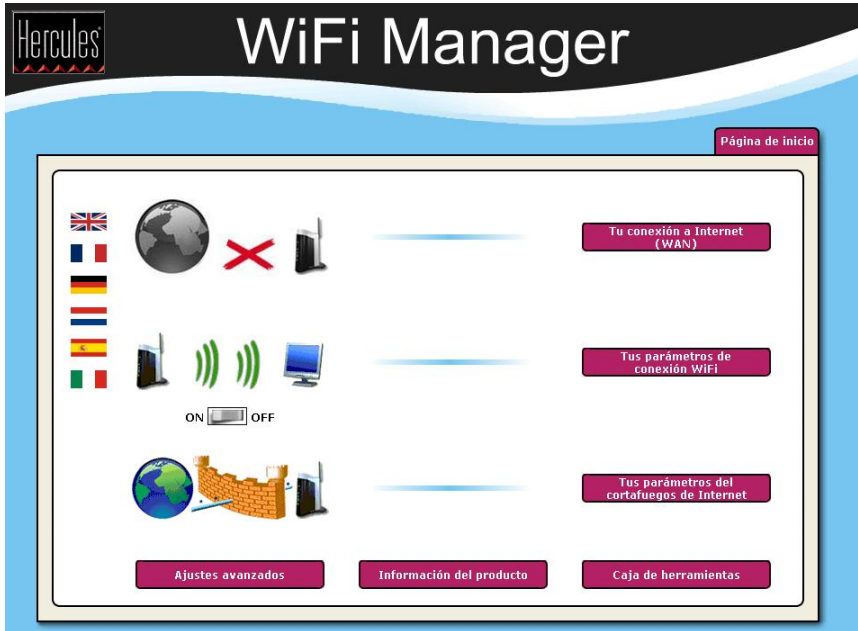 Hercules
WiFi Manager
Página de inicio
Tu conexión a Internet
(WAN)
Tus parámetros de
conexión WiFi
ON OFF
Tus parámetros del
cortafuegos de Internet
Ajustes avanzados
Información del producto
Caja de herramientas